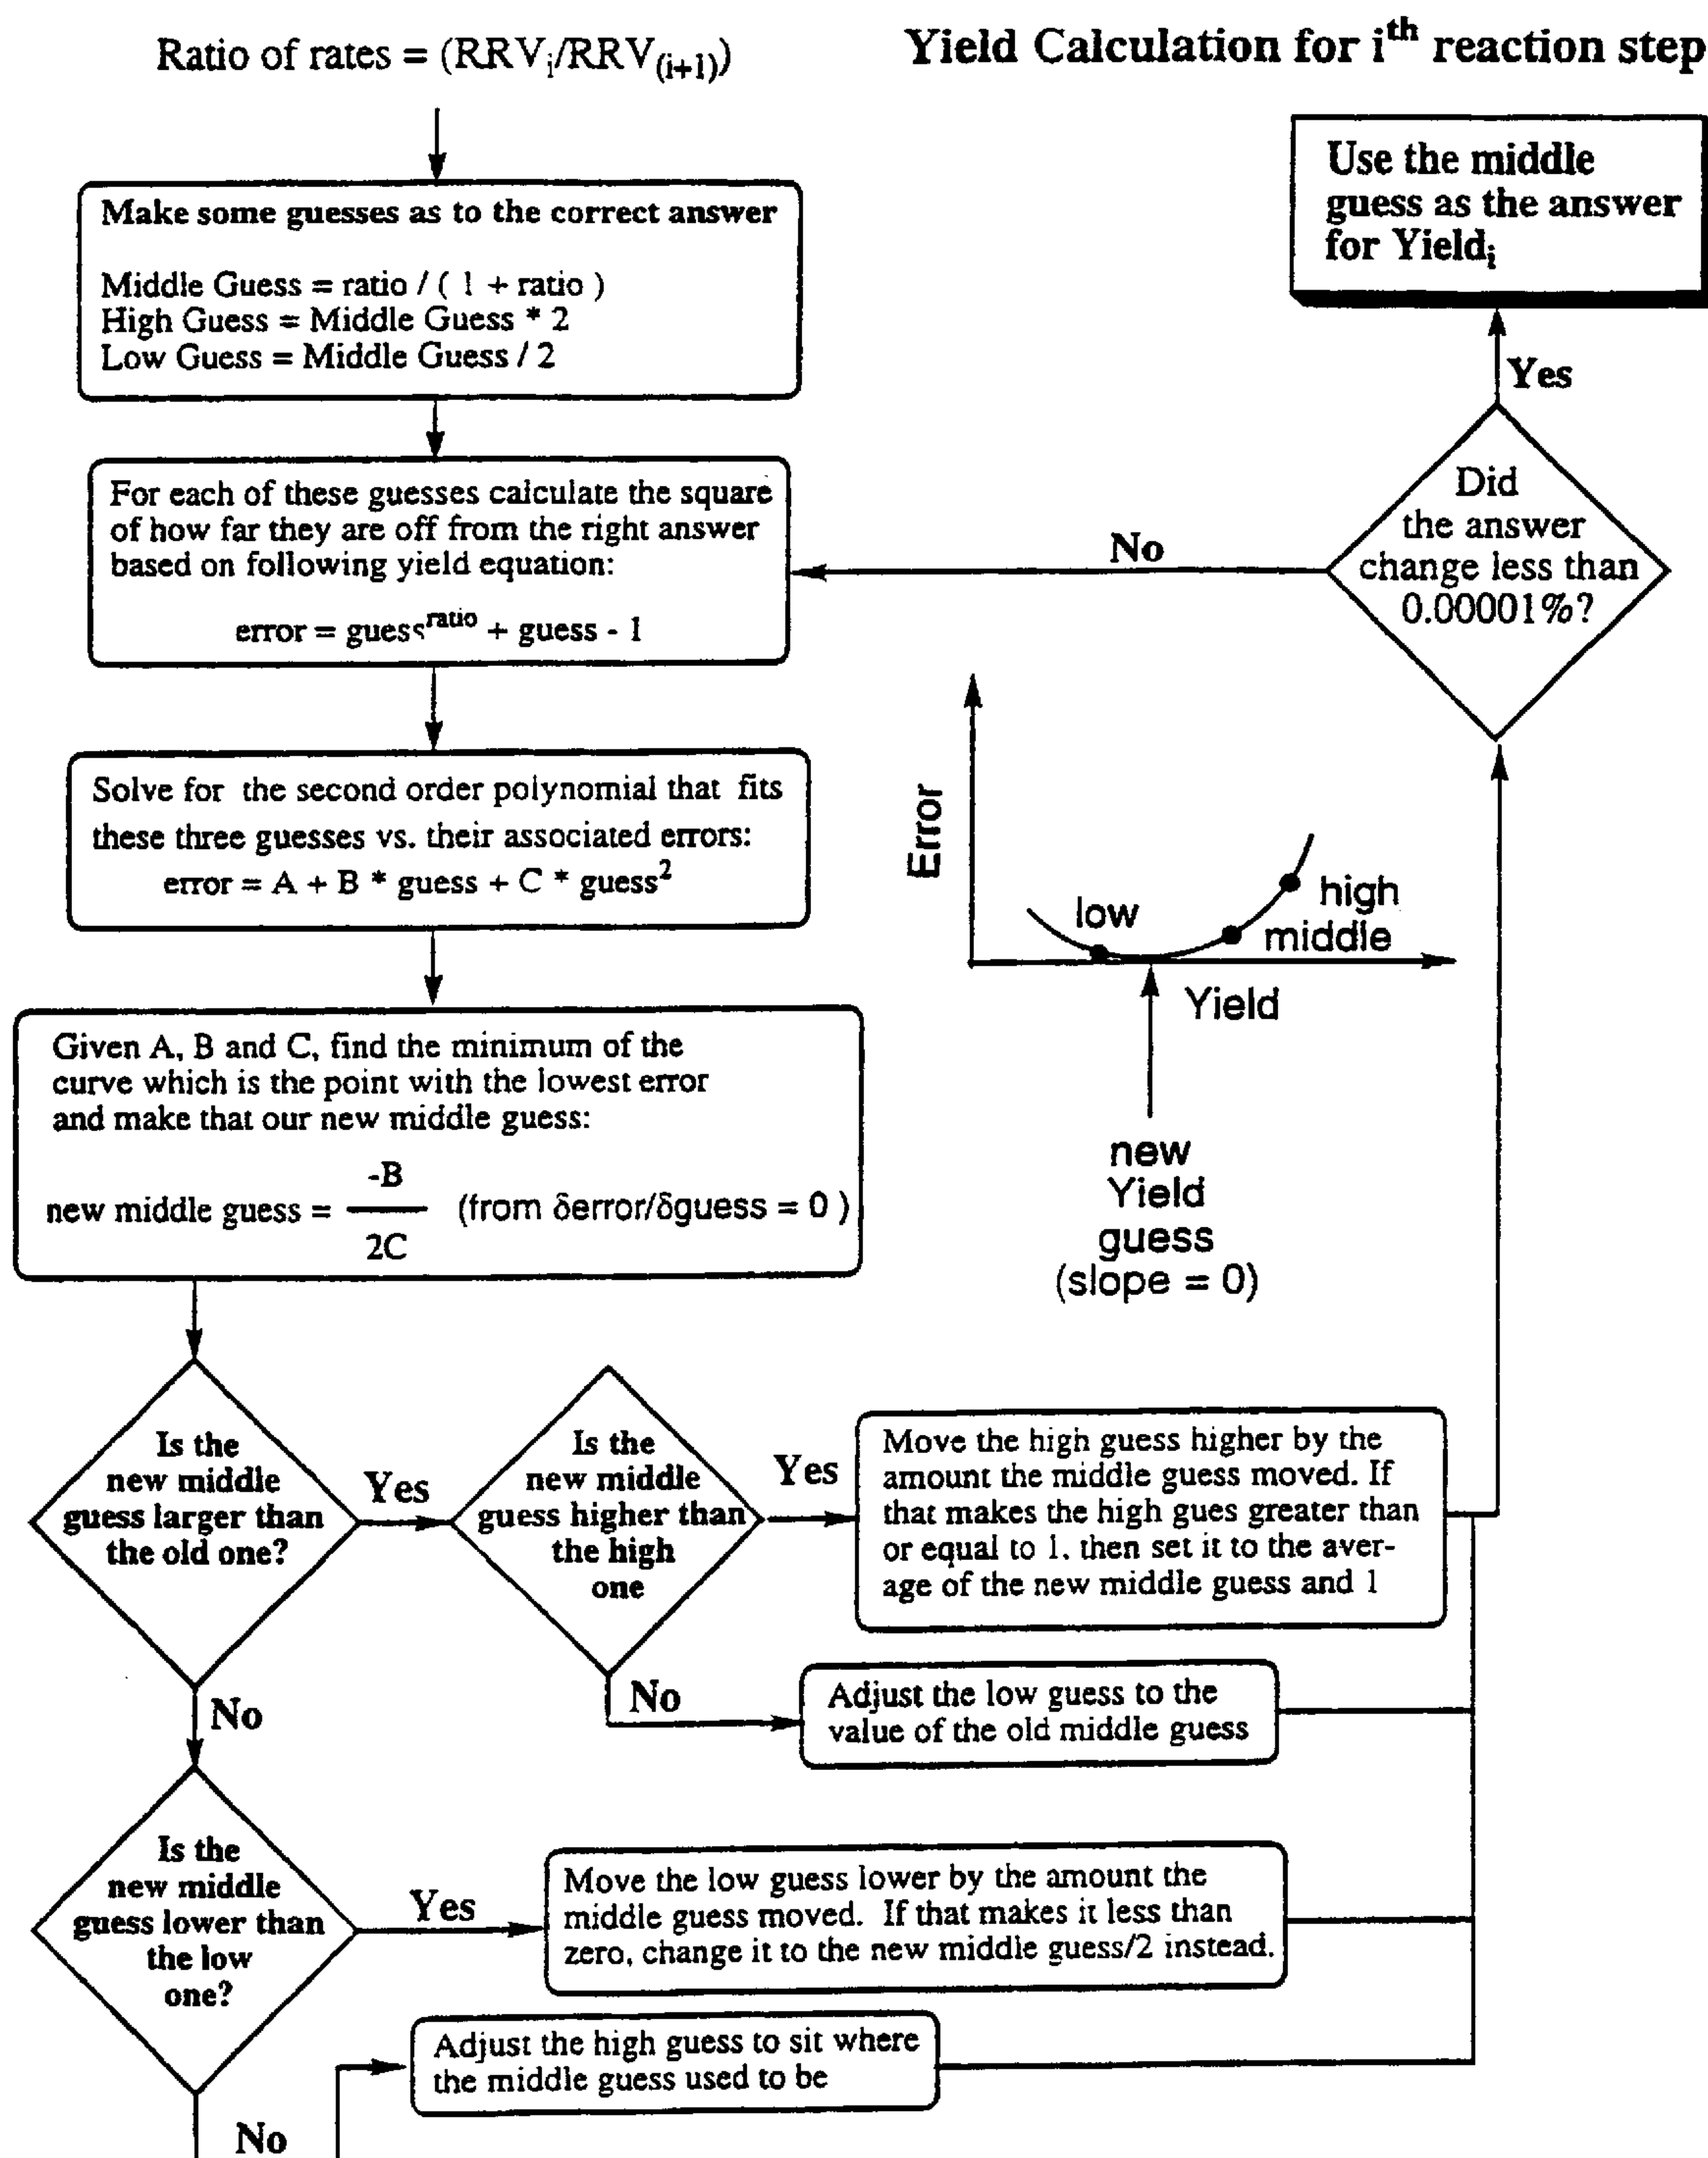 Ratio of rates = (RRVi/RRV(i+1))
Yield Calculation for ith reaction step
Make some guesses as to the correct answer
Middle Guess = ratio / ( 1 + ratio )
High Guess = Middle Guess * 2
Low Guess = Middle Guess / 2
For each of these guesses calculate the square
of how far they are off from the right answer
based on following yield equation:
error = guess^ratio + guess - 1
Solve for the second order polynomial that fits
these three guesses vs. their associated errors:
error = A + B * guess + C * guess²
Given A, B and C, find the minimum of the
curve which is the point with the lowest error
and make that our new middle guess:
new middle guess = -B / 2C (from δerror/δguess = 0 )
Use the middle
guess as the answer
for Yieldi
Yes
Did
the answer
change less than
0.00001%?
No
Error
low
high
middle
Yield
new
Yield
guess
(slope = 0)
Is the
new middle
guess larger than
the old one?
Yes
Is the
new middle
guess higher than
the high
one
Yes
Move the high guess higher by the
amount the middle guess moved. If
that makes the high gues greater than
or equal to 1, then set it to the aver-
age of the new middle guess and 1
No
Adjust the low guess to the
value of the old middle guess
No
Is the
new middle
guess lower than
the low
one?
Yes
Move the low guess lower by the amount the
middle guess moved. If that makes it less than
zero, change it to the new middle guess/2 instead.
Adjust the high guess to sit where
the middle guess used to be
No